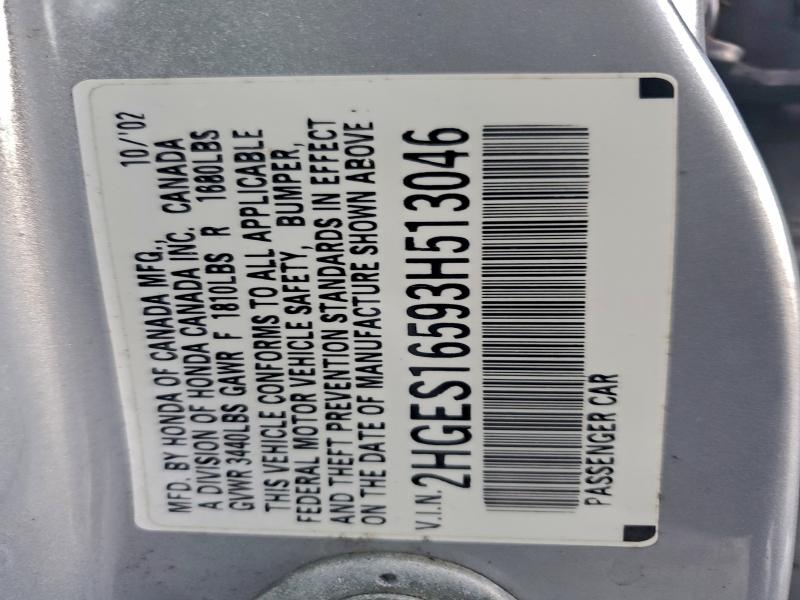 MFD. BY HONDA OF CANADA MFG., 10/'02
A DIVISION OF HONDA CANADA INC. CANADA
GVWR 3440LBS GAWR F 1810LBS R 1680LBS
THIS VEHICLE CONFORMS TO ALL APPLICABLE
FEDERAL MOTOR VEHICLE SAFETY, BUMPER,
AND THEFT PREVENTION STANDARDS IN EFFECT
ON THE DATE OF MANUFACTURE SHOWN ABOVE.
V.I.N. 2HGES16593H513046
PASSENGER CAR